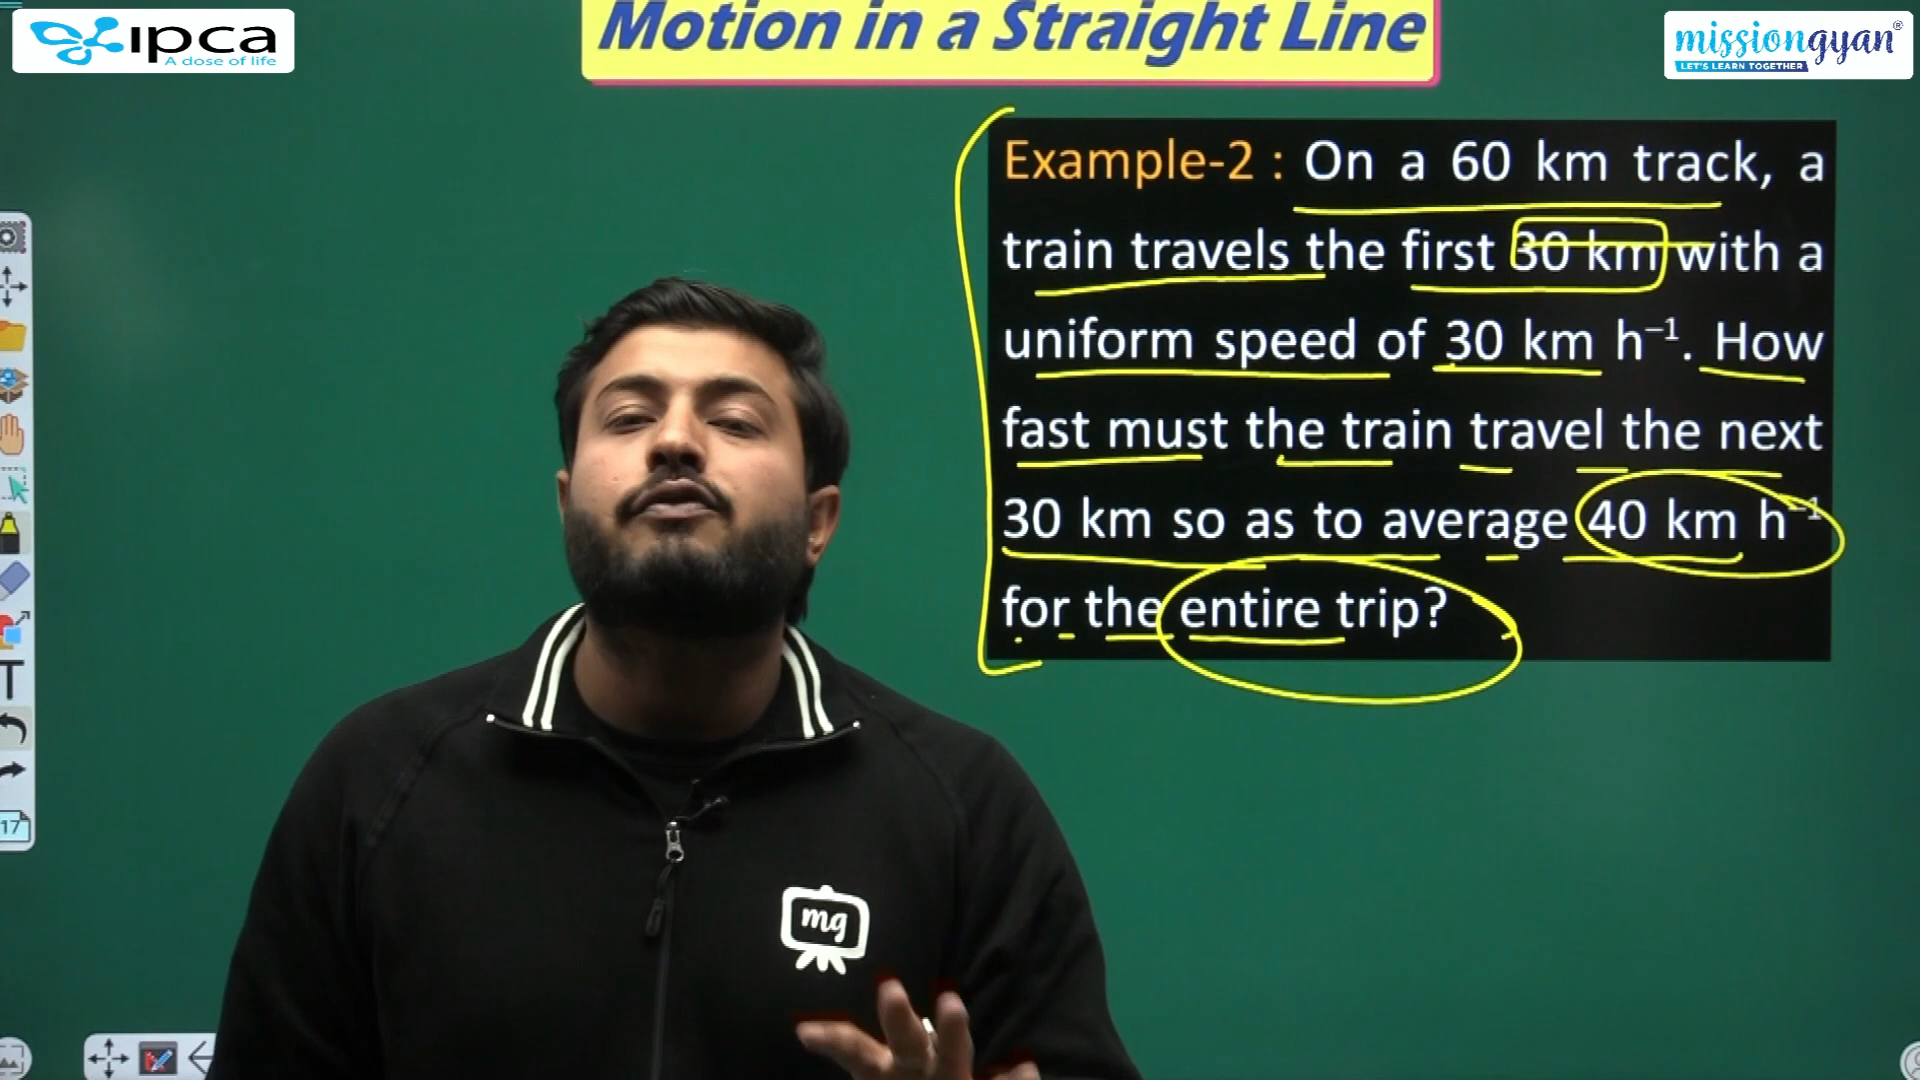 ipca
A dose of life
Motion in a Straight Line
missiongyan®
LET'S LEARN TOGETHER
Example-2 : On a 60 km track, a
train travels the first 30 km with a
uniform speed of 30 km h⁻¹. How
fast must the train travel the next
30 km so as to average 40 km h⁻¹
for the entire trip?
T
17
mg